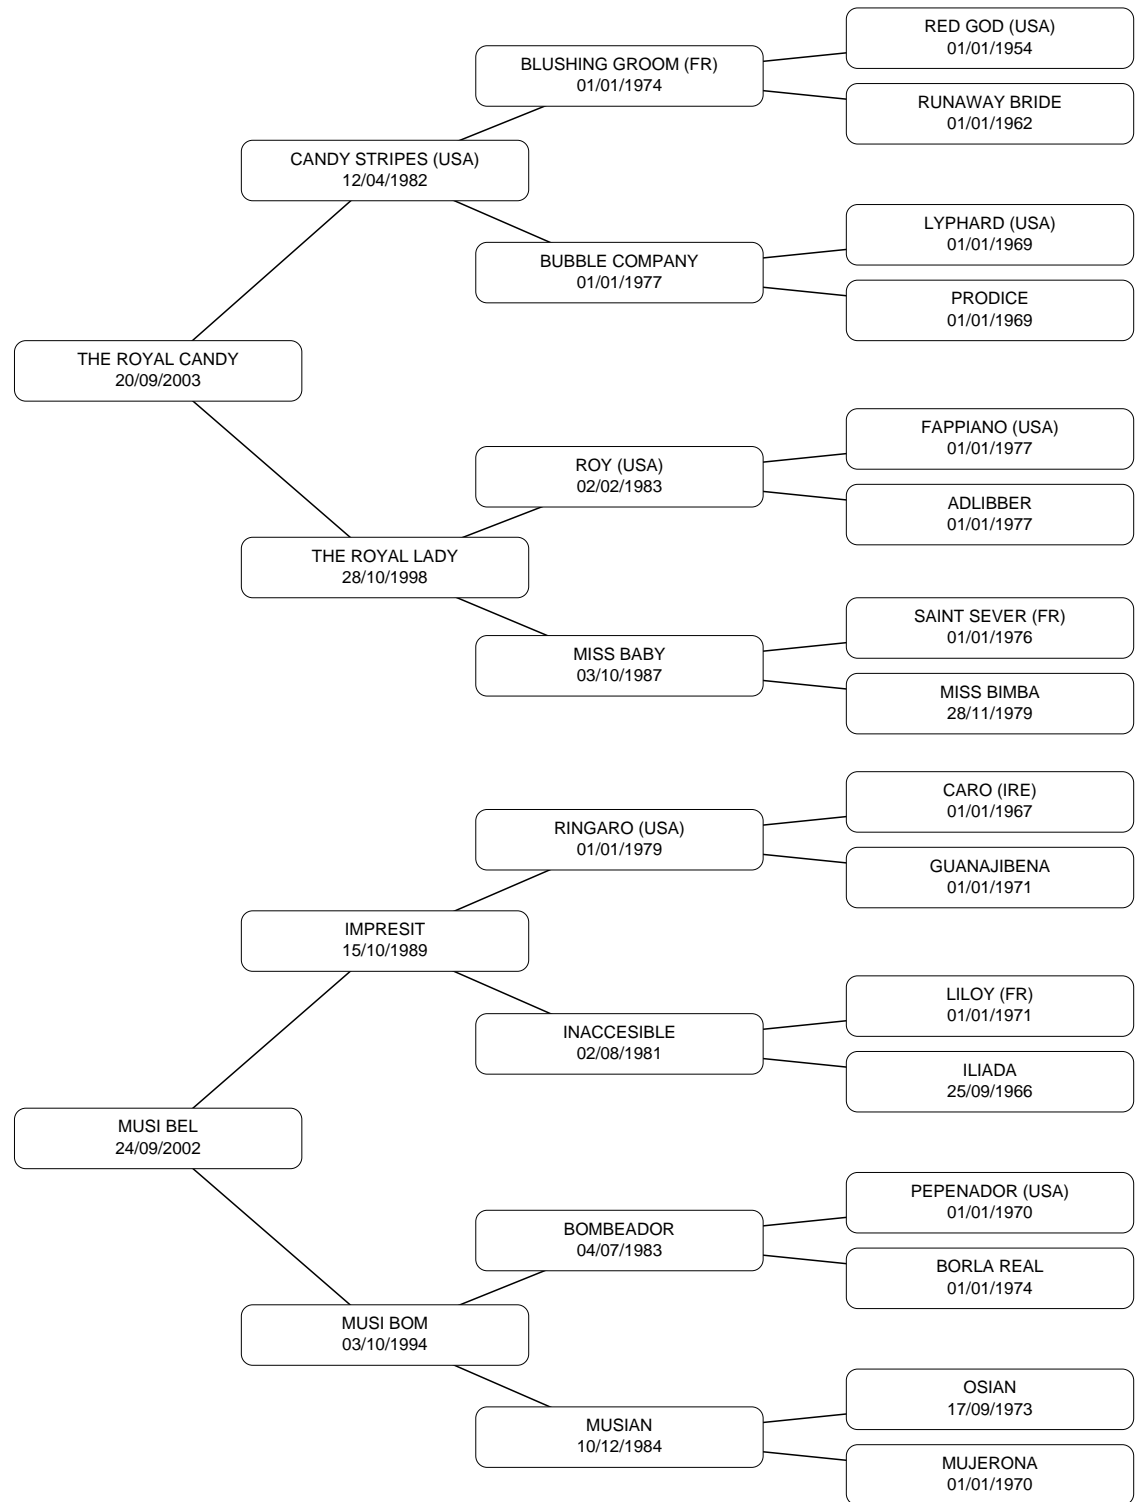 RED GOD (USA)
01/01/1954
BLUSHING GROOM (FR)
01/01/1974
RUNAWAY BRIDE
01/01/1962
CANDY STRIPES (USA)
12/04/1982
LYPHARD (USA)
01/01/1969
BUBBLE COMPANY
01/01/1977
PRODICE
01/01/1969
THE ROYAL CANDY
20/09/2003
FAPPIANO (USA)
01/01/1977
ROY (USA)
02/02/1983
ADLIBBER
01/01/1977
THE ROYAL LADY
28/10/1998
SAINT SEVER (FR)
01/01/1976
MISS BABY
03/10/1987
MISS BIMBA
28/11/1979
CARO (IRE)
01/01/1967
RINGARO (USA)
01/01/1979
GUANAJIBENA
01/01/1971
IMPRESIT
15/10/1989
LILOY (FR)
01/01/1971
INACCESIBLE
02/08/1981
ILIADA
25/09/1966
MUSI BEL
24/09/2002
PEPENADOR (USA)
01/01/1970
BOMBEADOR
04/07/1983
BORLA REAL
01/01/1974
MUSI BOM
03/10/1994
OSIAN
17/09/1973
MUSIAN
10/12/1984
MUJERONA
01/01/1970